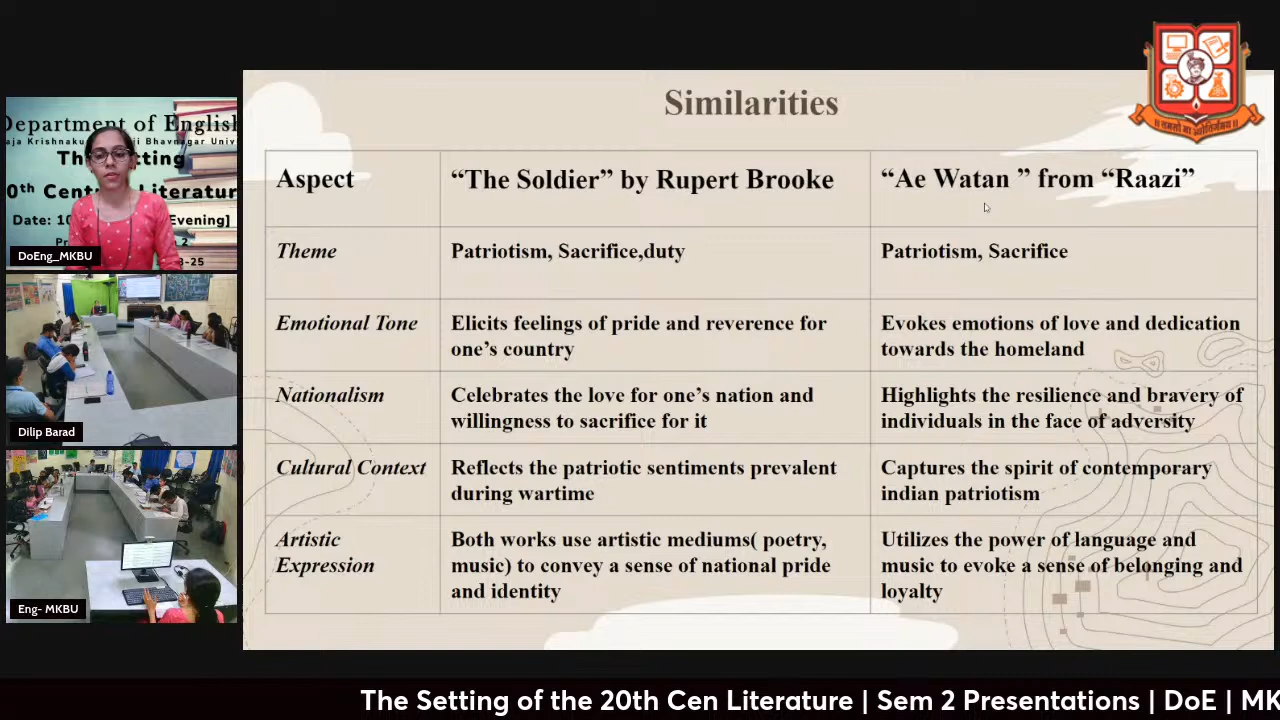 Similarities
Aspect
“The Soldier” by Rupert Brooke
“Ae Watan ” from “Raazi”
Theme
Patriotism, Sacrifice,duty
Patriotism, Sacrifice
Emotional Tone
Elicits feelings of pride and reverence for
one’s country
Evokes emotions of love and dedication
towards the homeland
Nationalism
Celebrates the love for one’s nation and
willingness to sacrifice for it
Highlights the resilience and bravery of
individuals in the face of adversity
Cultural Context
Reflects the patriotic sentiments prevalent
during wartime
Captures the spirit of contemporary
indian patriotism
Artistic
Expression
Both works use artistic mediums( poetry,
music) to convey a sense of national pride
and identity
Utilizes the power of language and
music to evoke a sense of belonging and
loyalty
Department of English
Date: 10
Evening]
DoEng_MKBU
Dilip Barad
Eng- MKBU
The Setting of the 20th Cen Literature | Sem 2 Presentations | DoE | MK